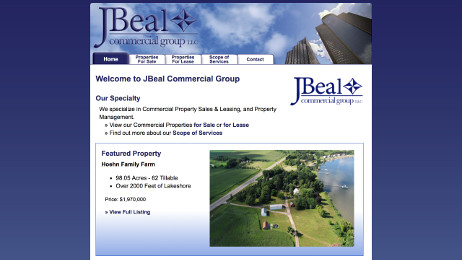 JBeal
commercial group LLC
Home
Properties For Sale
Properties For Lease
Scope of Services
Contact
Welcome to JBeal Commercial Group
JBeal
commercial group LLC
Our Specialty
We specialize in Commercial Property Sales & Leasing, and Property
Management.
» View our Commercial Properties for Sale or for Lease
» Find out more about our Scope of Services
Featured Property
Hoehn Family Farm
• 98.05 Acres - 62 Tillable
• Over 2000 Feet of Lakeshore
Price: $1,970,000
» View Full Listing